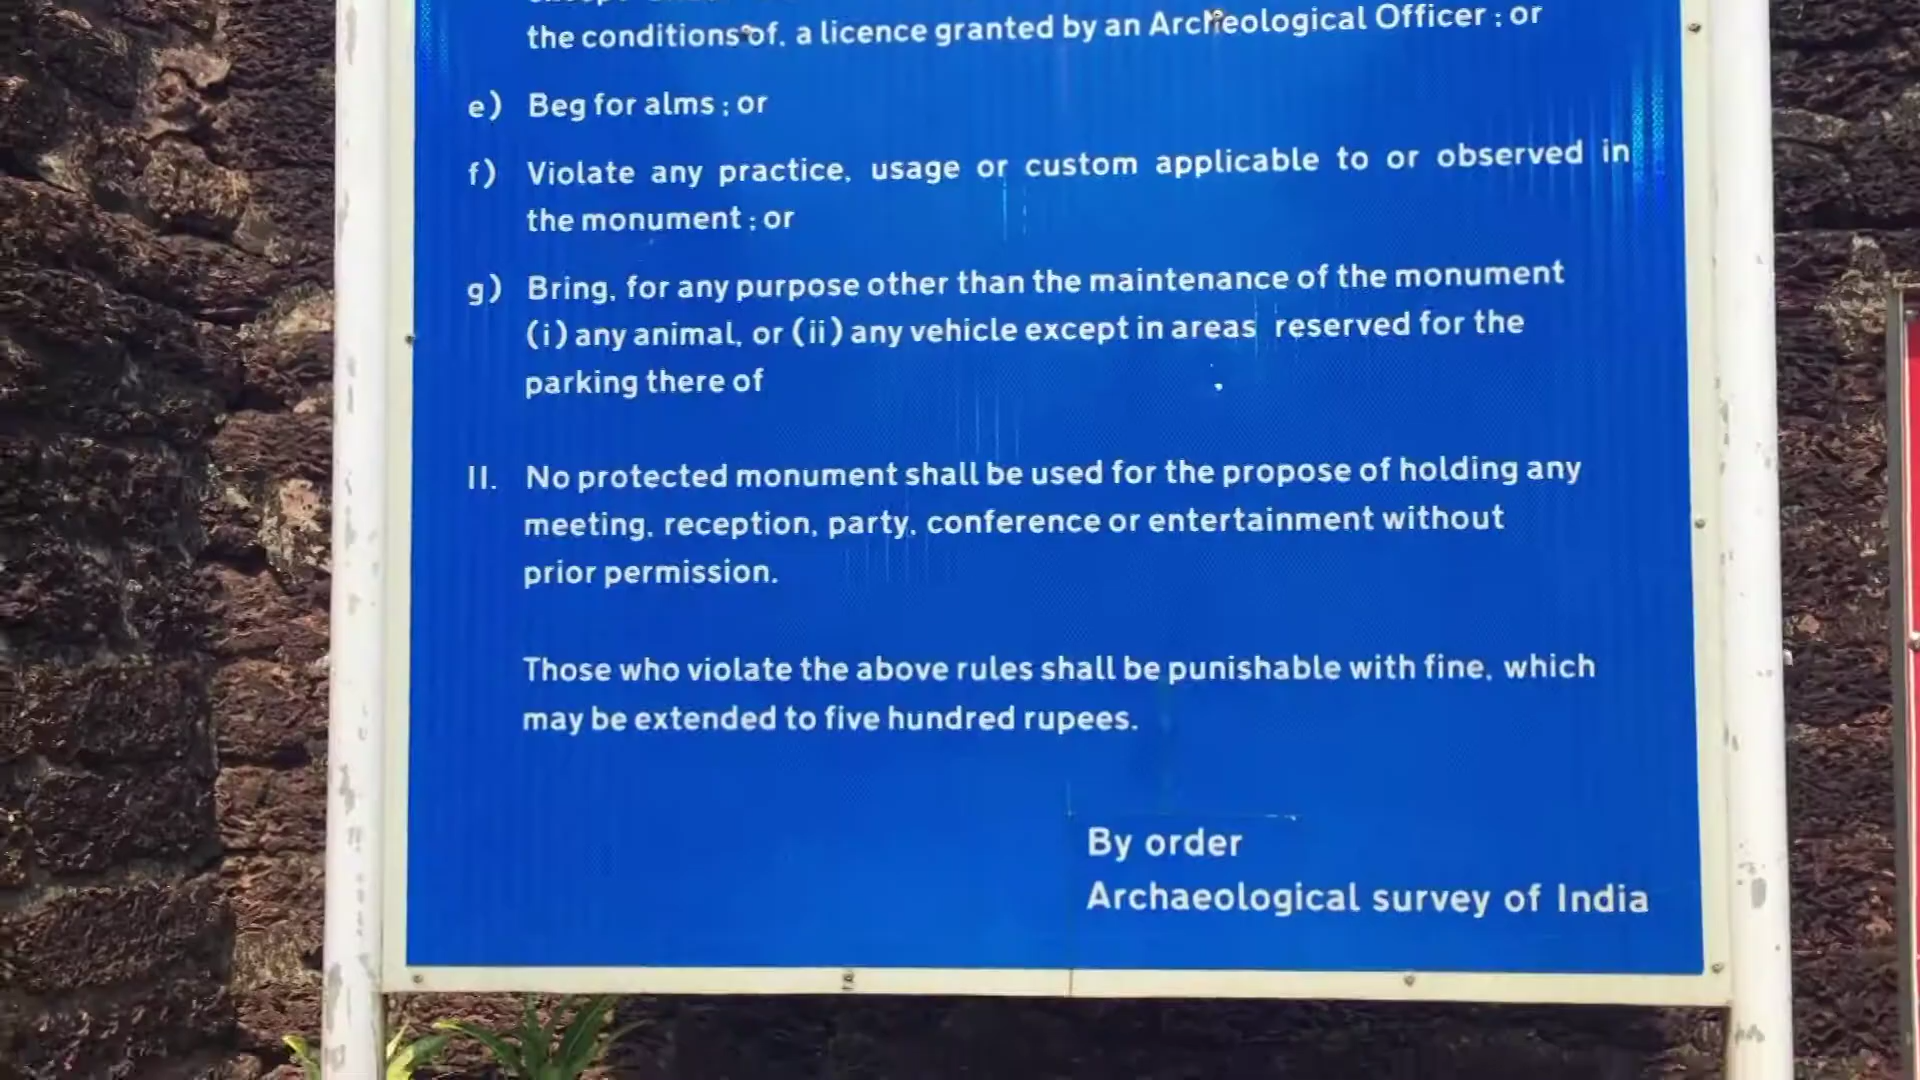 the conditions of, a licence granted by an Archeological Officer ; or
e) Beg for alms ; or
f) Violate any practice, usage or custom applicable to or observed in
the monument ; or
g) Bring, for any purpose other than the maintenance of the monument
(i) any animal, or (ii) any vehicle except in areas reserved for the
parking there of
II. No protected monument shall be used for the propose of holding any
meeting, reception, party, conference or entertainment without
prior permission.
Those who violate the above rules shall be punishable with fine, which
may be extended to five hundred rupees.
By order
Archaeological survey of India